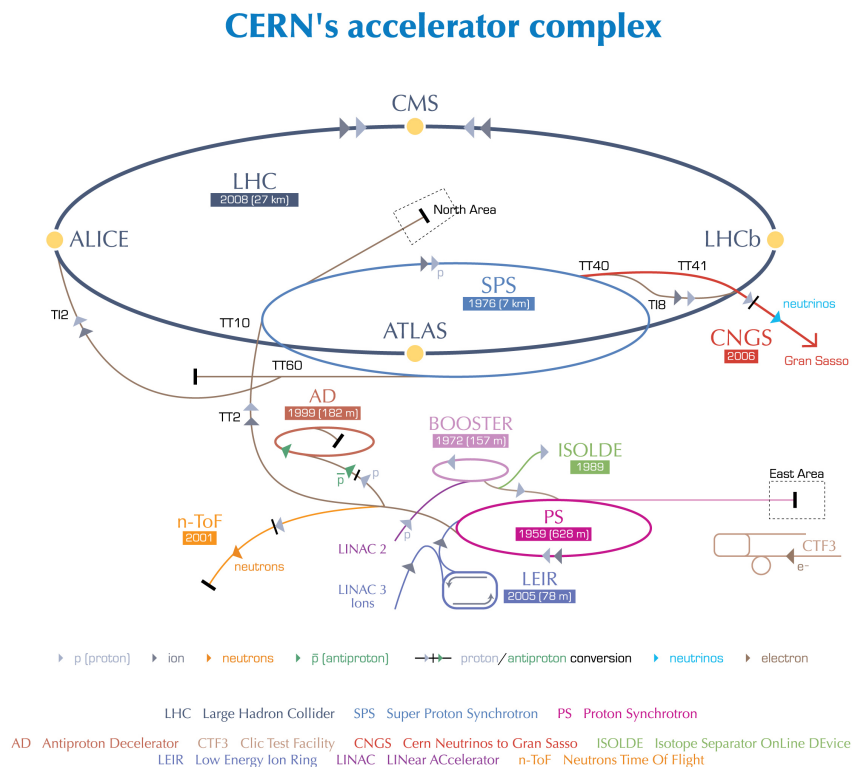 CERN's accelerator complex
CMS
LHC
2008 (27 km)
North Area
ALICE
LHCb
TT40
TT41
p
SPS
1976 (7 km)
TI8
neutrinos
TI2
TT10
ATLAS
CNGS
2006
Gran Sasso
TT60
AD
1999 (182 m)
TT2
BOOSTER
1972 (157 m)
ISOLDE
1989
p̅
p
East Area
n-ToF
2001
PS
1959 (628 m)
p
LINAC 2
neutrons
CTF3
e-
LEIR
2005 (78 m)
LINAC 3
Ions
p (proton) ion neutrons p̅ (antiproton) proton/antiproton conversion neutrinos electron
LHC Large Hadron Collider SPS Super Proton Synchrotron PS Proton Synchrotron
AD Antiproton Decelerator CTF3 Clic Test Facility CNGS Cern Neutrinos to Gran Sasso ISOLDE Isotope Separator OnLine DEvice
LEIR Low Energy Ion Ring LINAC LINear ACcelerator n-ToF Neutrons Time Of Flight